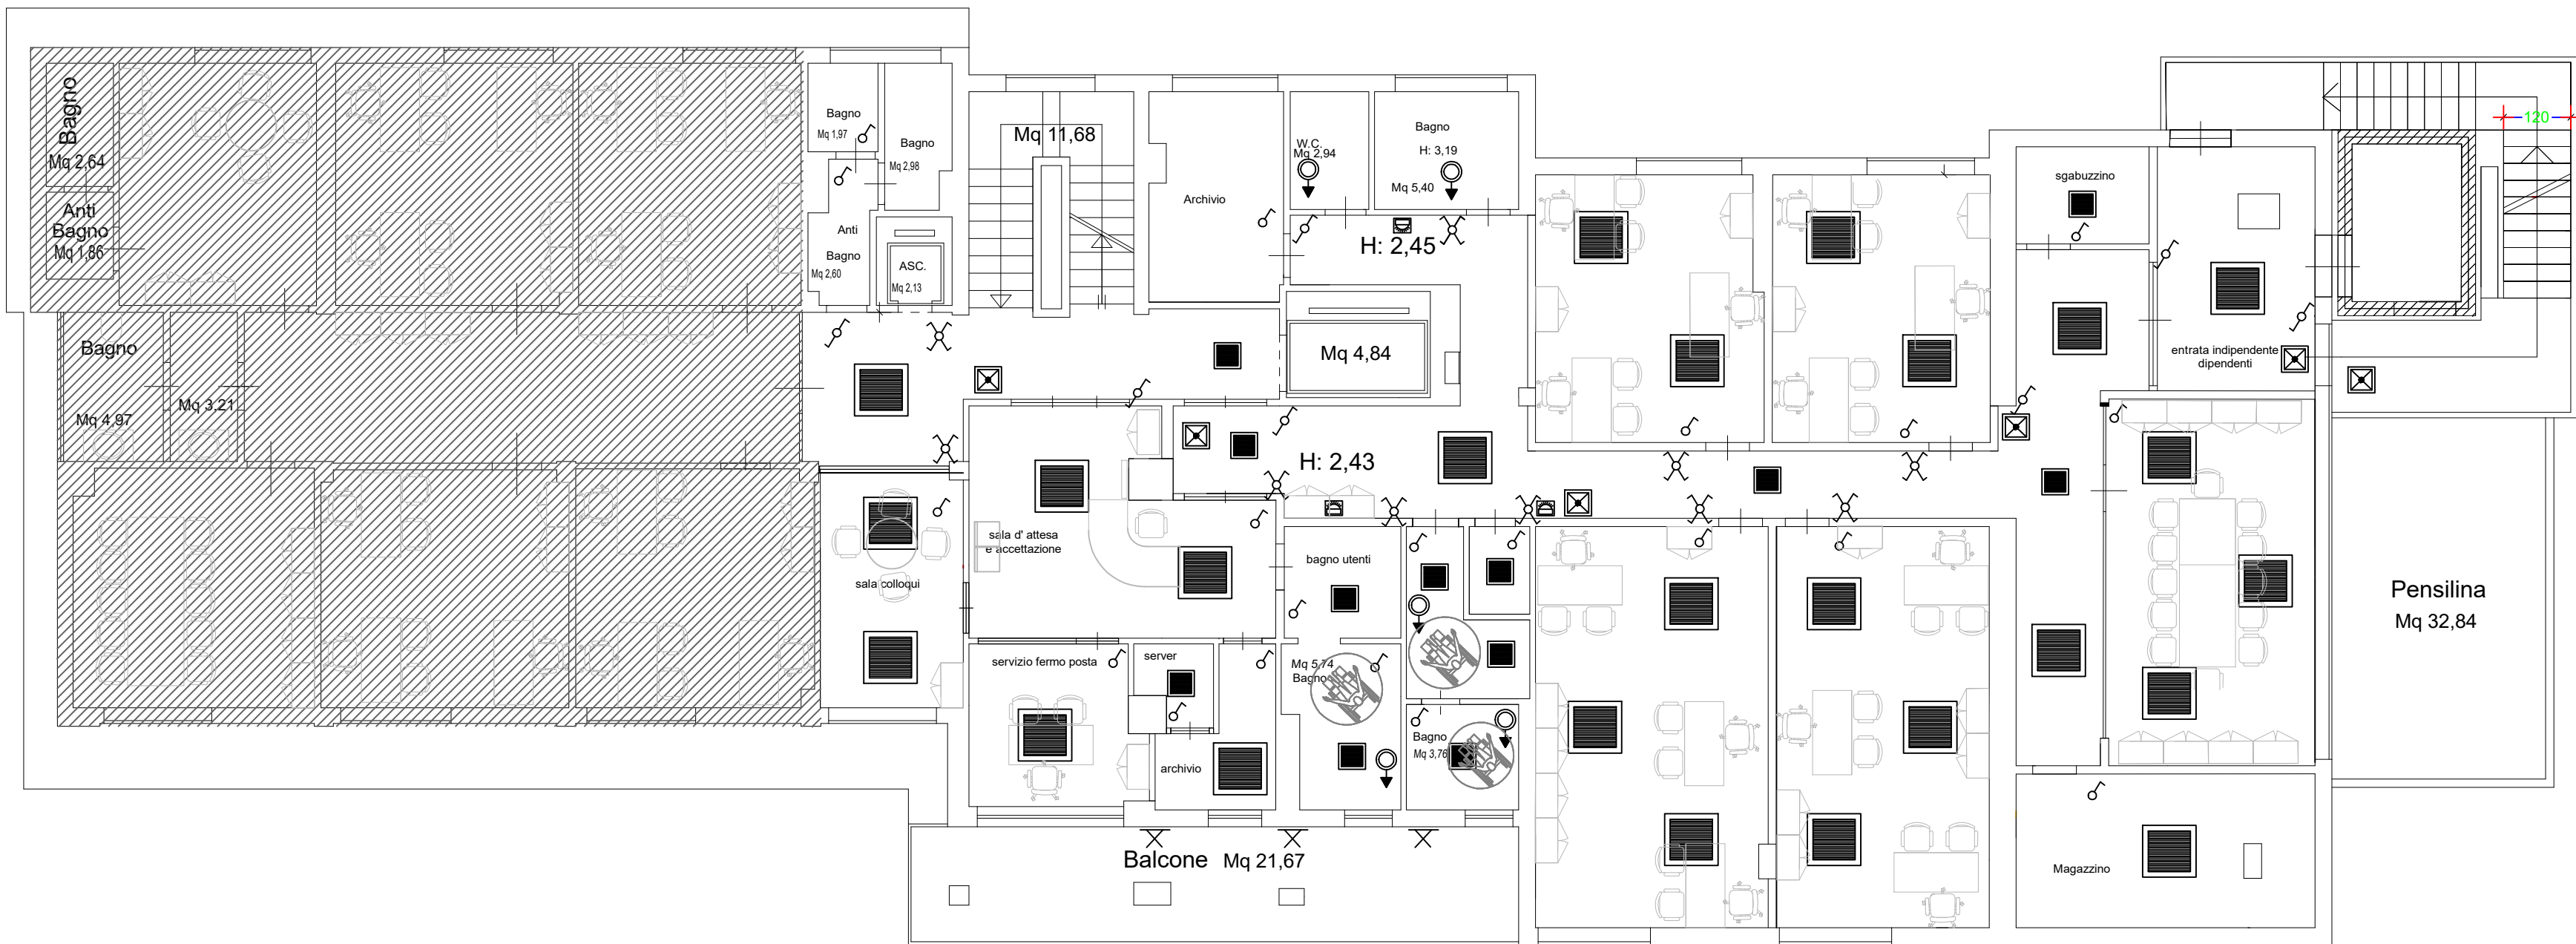 Bagno
Mq 2,64
Anti
Bagno
Mq 1,86
Bagno
Mq 4,97
Mq 3,21
Bagno
Mq 1,97
Bagno
Mq 2,98
Anti
Bagno
Mq 2,60
ASC.
Mq 2,13
Mq 11,68
Archivio
W.C.
Mq 2,94
Bagno
H: 3,19
Mq 5,40
H: 2,45
Mq 4,84
H: 2,43
sala d' attesa
e accettazione
sala colloqui
bagno utenti
servizio fermo posta
server
archivio
Mq 5,74
Bagno
Bagno
Mq 3,76
Balcone Mq 21,67
sgabuzzino
entrata indipendente
dipendenti
120
Pensilina
Mq 32,84
Magazzino